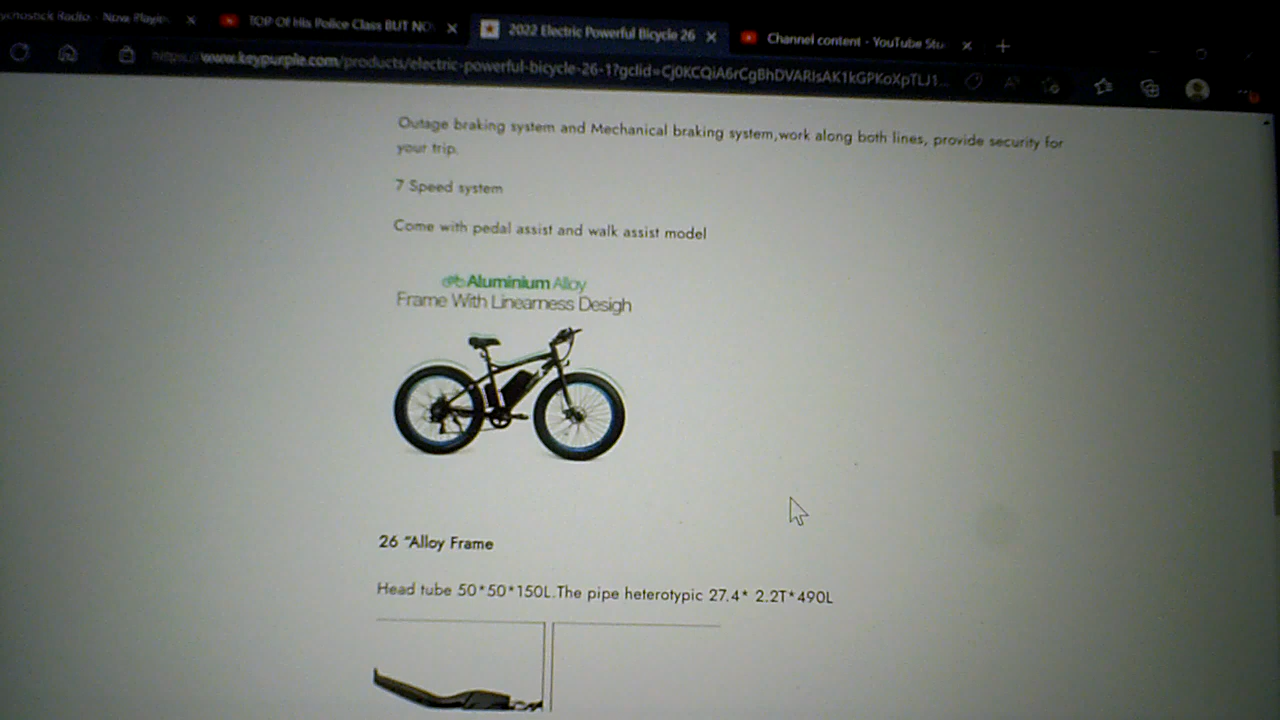 Now Playin
TOP Of His Police Class BUT NO
2022 Electric Powerful Bicycle 26
Channel content - YouTube Stu
https://www.keypurple.com/products/electric-powerful-bicycle-26-1?gclid=Cj0KCQiA6rCgBhDVARIsAK1kGPKoXpTLJ1...
Outage braking system and Mechanical braking system,work along both lines, provide security for
your trip.
7 Speed system
Come with pedal assist and walk assist model
Aluminium Alloy
Frame With Linearness Desigh
26 “Alloy Frame
Head tube 50*50*150L.The pipe heterotypic 27.4* 2.2T*490L